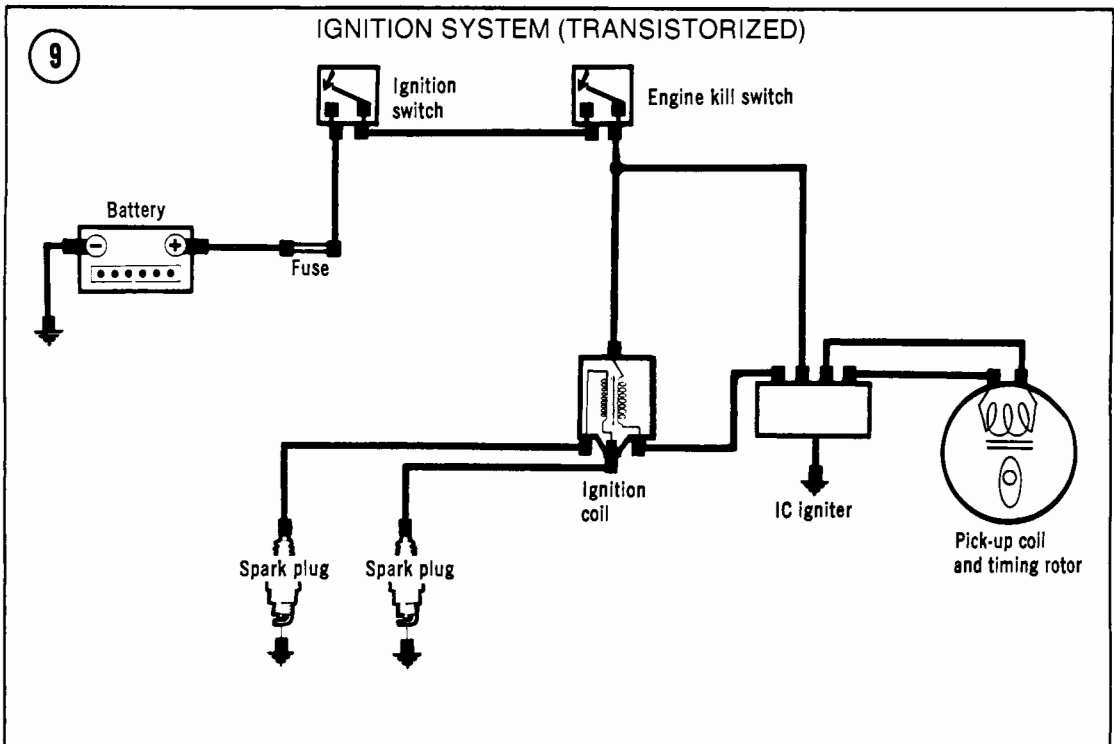 9
IGNITION SYSTEM (TRANSISTORIZED)
Ignition
switch
Engine kill switch
Battery
− +
Fuse
Ignition
coil
IC igniter
Pick-up coil
and timing rotor
Spark plug
Spark plug